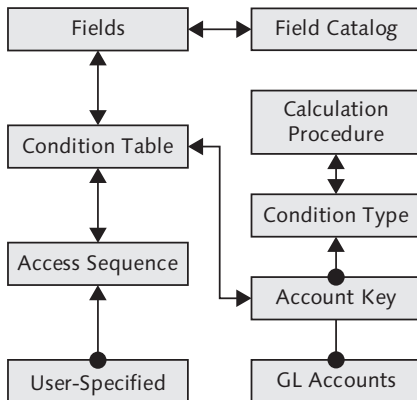 Fields
Field Catalog
Calculation
Procedure
Condition Table
Condition Type
Access Sequence
Account Key
User-Specified
GL Accounts